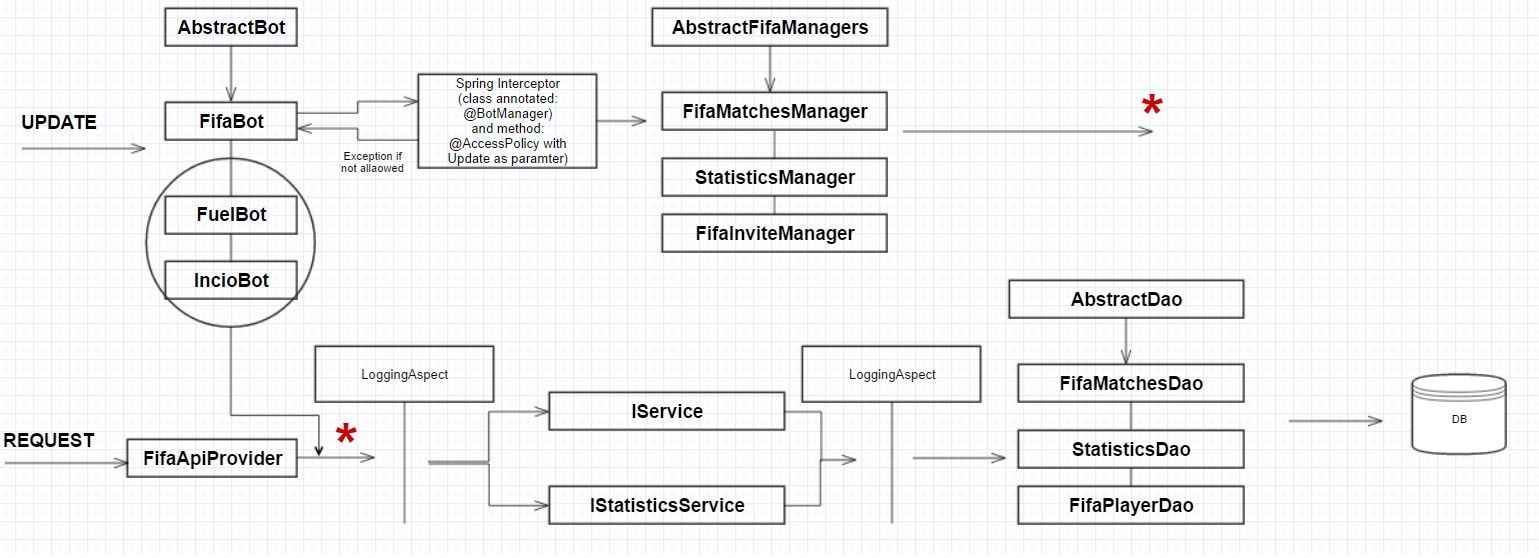 AbstractBot
AbstractFifaManagers
UPDATE
FifaBot
Spring Interceptor
(class annotated:
@BotManager)
and method:
@AccessPolicy with
Update as paramter)
Exception if
not allaowed
FifaMatchesManager
*
StatisticsManager
FifaInviteManager
FuelBot
IncioBot
AbstractDao
LoggingAspect
LoggingAspect
FifaMatchesDao
IService
DB
REQUEST
FifaApiProvider
*
StatisticsDao
IStatisticsService
FifaPlayerDao